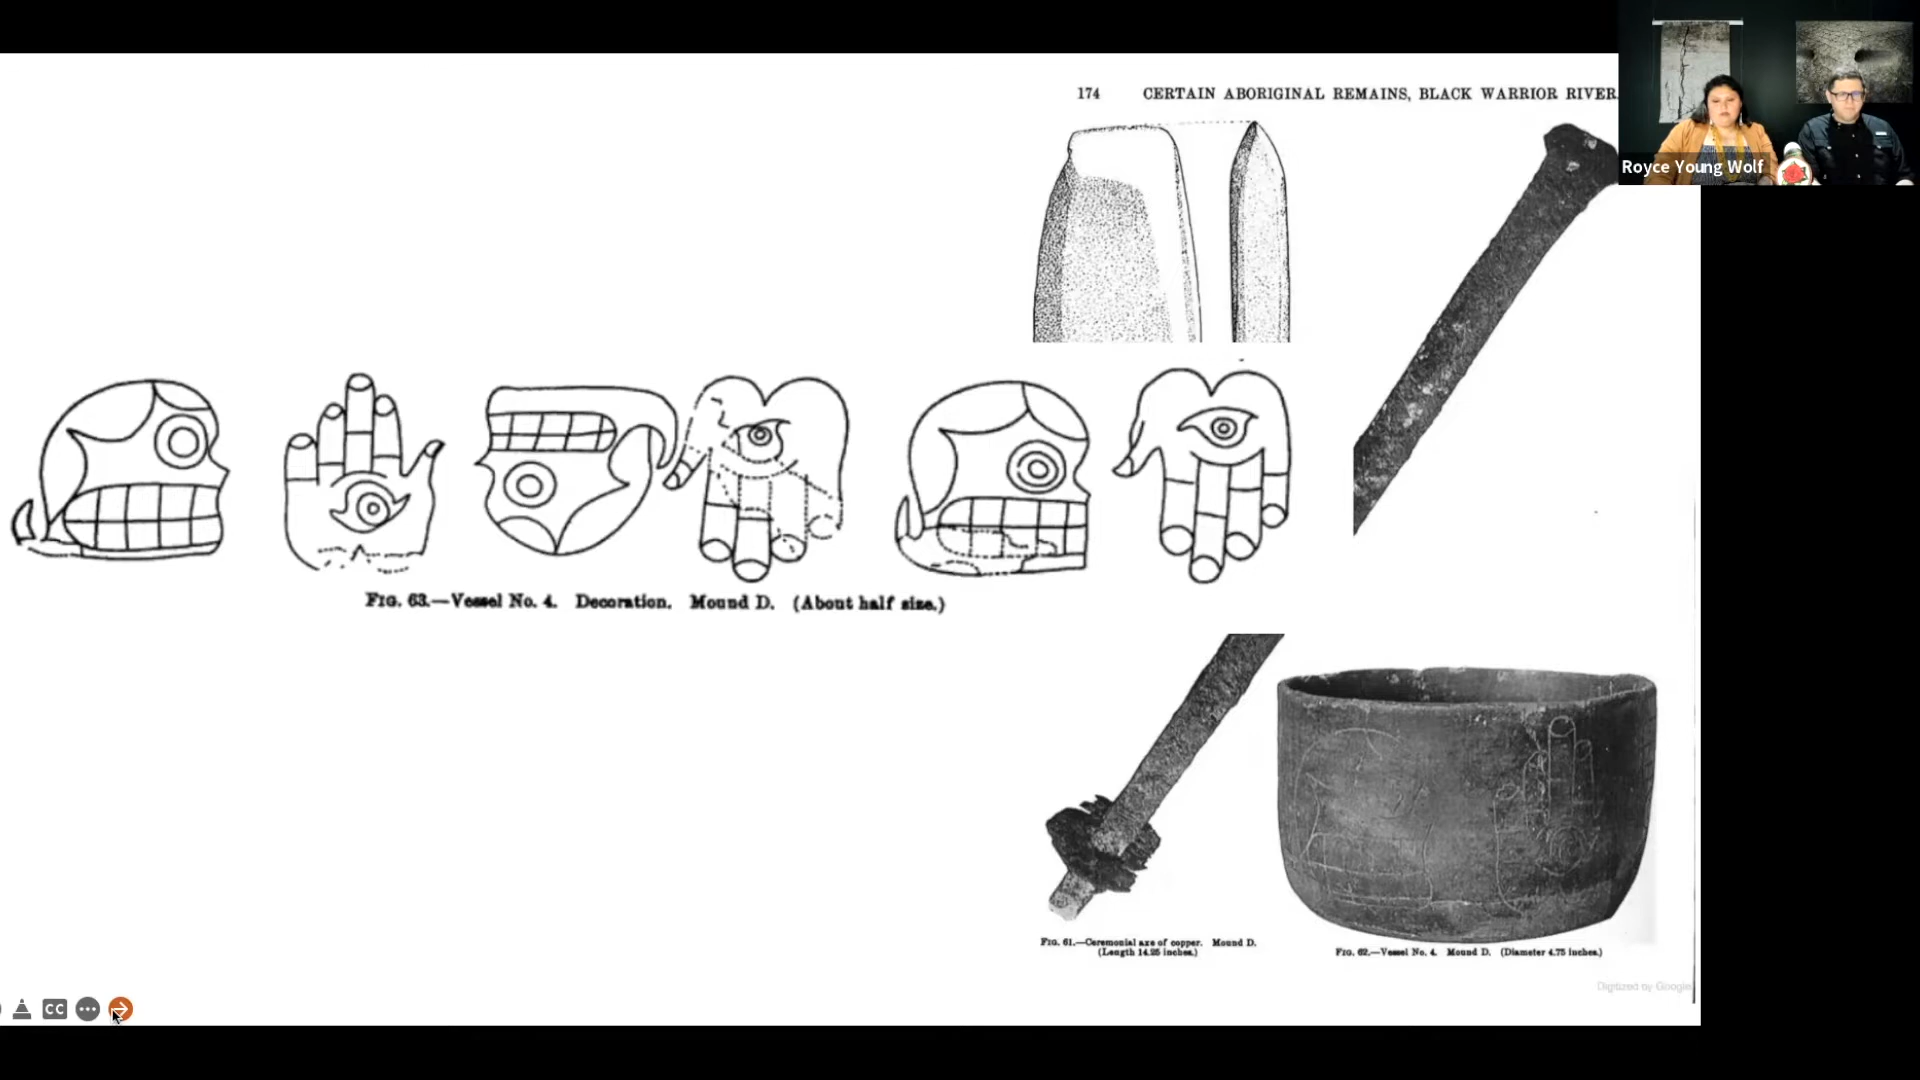 174 CERTAIN ABORIGINAL REMAINS, BLACK WARRIOR RIVER.
Royce Young Wolf
FIG. 63.—Vessel No. 4. Decoration. Mound D. (About half size.)
FIG. 61.—Ceremonial axe of copper. Mound D.
(Length 14.25 inches.)
FIG. 62.—Vessel No. 4. Mound D. (Diameter 4.75 inches.)
Digitized by Google
CC